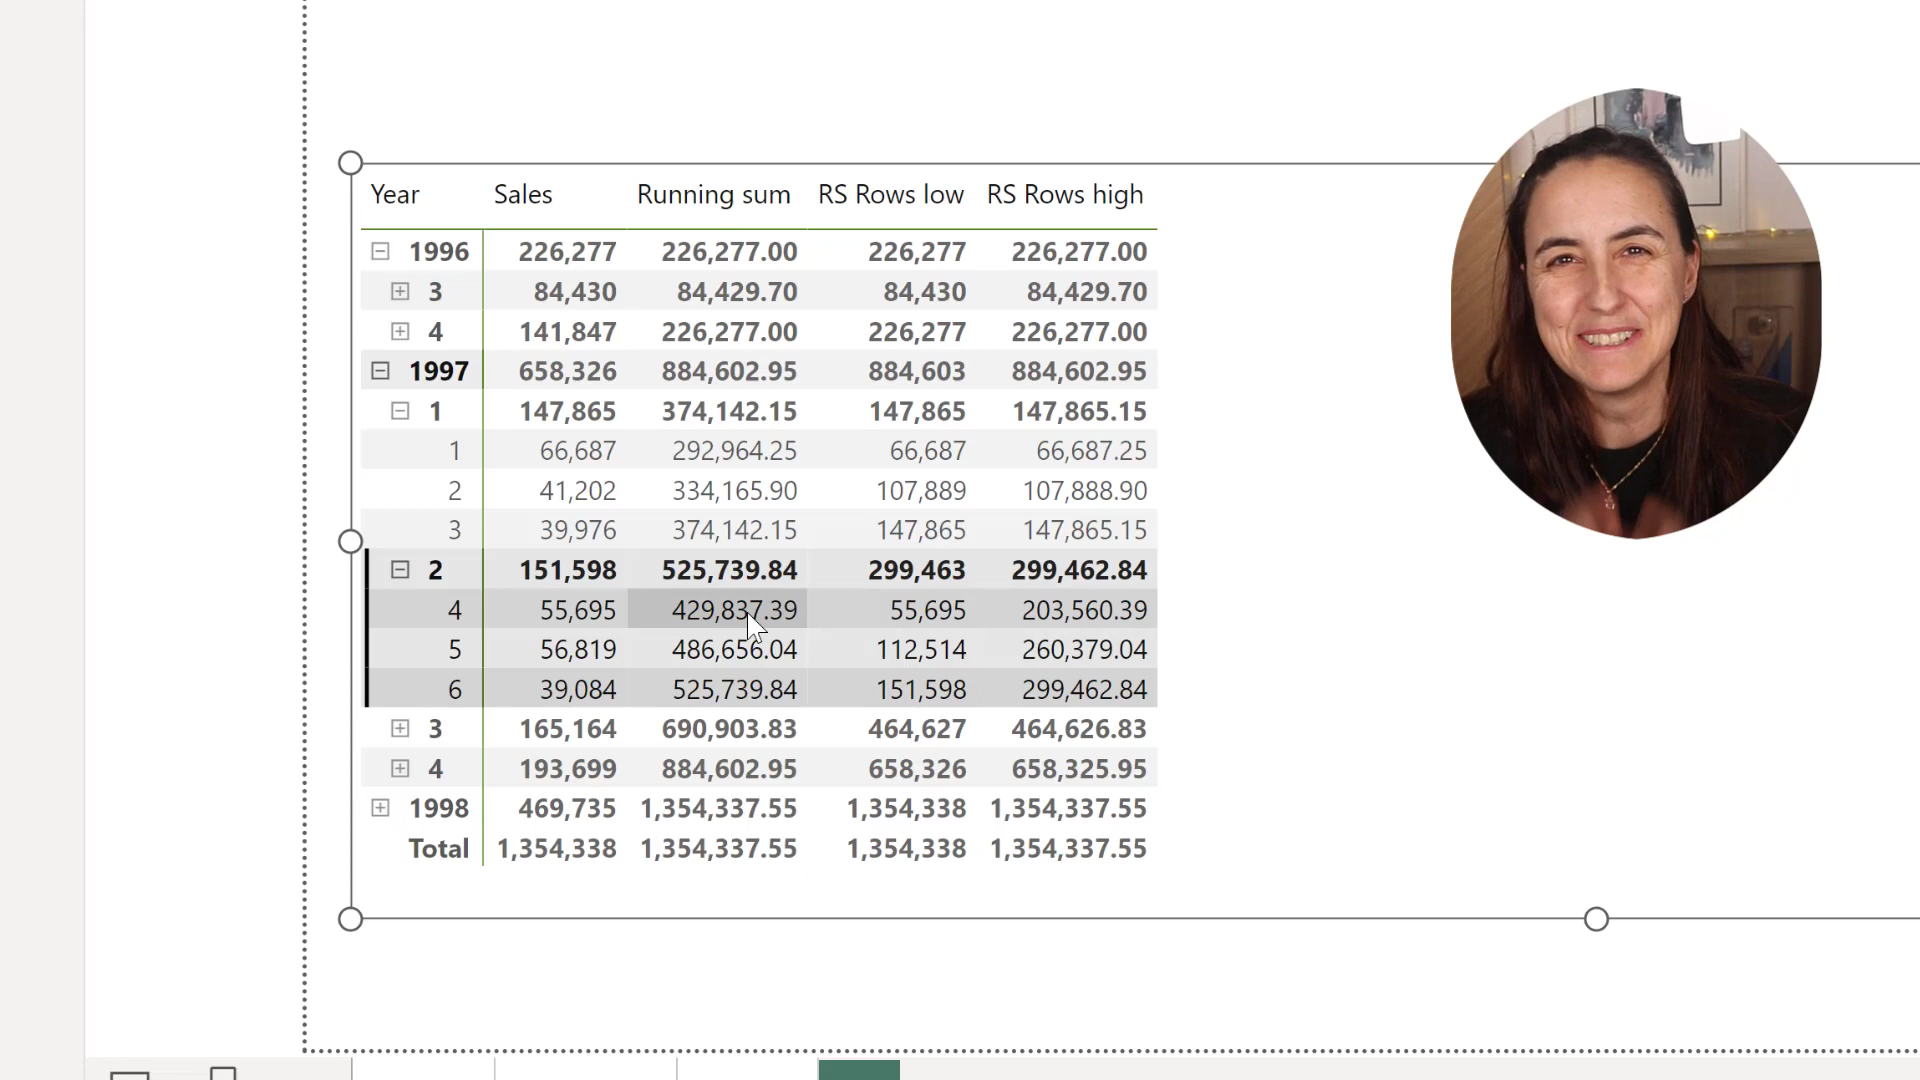 Year Sales Running sum RS Rows low RS Rows high
1996 226,277 226,277.00 226,277 226,277.00
3 84,430 84,429.70 84,430 84,429.70
4 141,847 226,277.00 226,277 226,277.00
1997 658,326 884,602.95 884,603 884,602.95
1 147,865 374,142.15 147,865 147,865.15
1 66,687 292,964.25 66,687 66,687.25
2 41,202 334,165.90 107,889 107,888.90
3 39,976 374,142.15 147,865 147,865.15
2 151,598 525,739.84 299,463 299,462.84
4 55,695 429,837.39 55,695 203,560.39
5 56,819 486,656.04 112,514 260,379.04
6 39,084 525,739.84 151,598 299,462.84
3 165,164 690,903.83 464,627 464,626.83
4 193,699 884,602.95 658,326 658,325.95
1998 469,735 1,354,337.55 1,354,338 1,354,337.55
Total 1,354,338 1,354,337.55 1,354,338 1,354,337.55